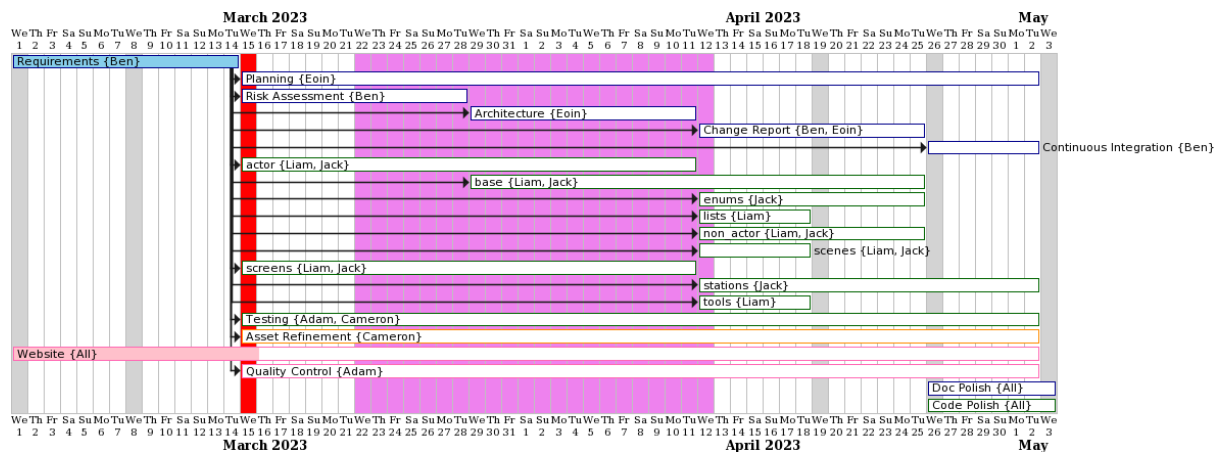 March 2023 April 2023 May
We Th Fr Sa Su Mo Tu We Th Fr Sa Su Mo Tu We Th Fr Sa Su Mo Tu We Th Fr Sa Su Mo Tu We Th Fr Sa Su Mo Tu We Th Fr Sa Su Mo Tu We Th Fr Sa Su Mo Tu We Th Fr Sa Su Mo Tu We Th Fr Sa Su Mo Tu We
1 2 3 4 5 6 7 8 9 10 11 12 13 14 15 16 17 18 19 20 21 22 23 24 25 26 27 28 29 30 31 1 2 3 4 5 6 7 8 9 10 11 12 13 14 15 16 17 18 19 20 21 22 23 24 25 26 27 28 29 30 1 2 3
Requirements {Ben}
Planning {Eoin}
Risk Assessment {Ben}
Architecture {Eoin}
Change Report {Ben, Eoin}
Continuous Integration {Ben}
actor {Liam, Jack}
base {Liam, Jack}
enums {Jack}
lists {Liam}
non_actor {Liam, Jack}
scenes {Liam, Jack}
screens {Liam, Jack}
stations {Jack}
tools {Liam}
Testing {Adam, Cameron}
Asset Refinement {Cameron}
Website {All}
Quality Control {Adam}
Doc Polish {All}
Code Polish {All}
We Th Fr Sa Su Mo Tu We Th Fr Sa Su Mo Tu We Th Fr Sa Su Mo Tu We Th Fr Sa Su Mo Tu We Th Fr Sa Su Mo Tu We Th Fr Sa Su Mo Tu We Th Fr Sa Su Mo Tu We Th Fr Sa Su Mo Tu We Th Fr Sa Su Mo Tu We
1 2 3 4 5 6 7 8 9 10 11 12 13 14 15 16 17 18 19 20 21 22 23 24 25 26 27 28 29 30 31 1 2 3 4 5 6 7 8 9 10 11 12 13 14 15 16 17 18 19 20 21 22 23 24 25 26 27 28 29 30 1 2 3
March 2023 April 2023 May